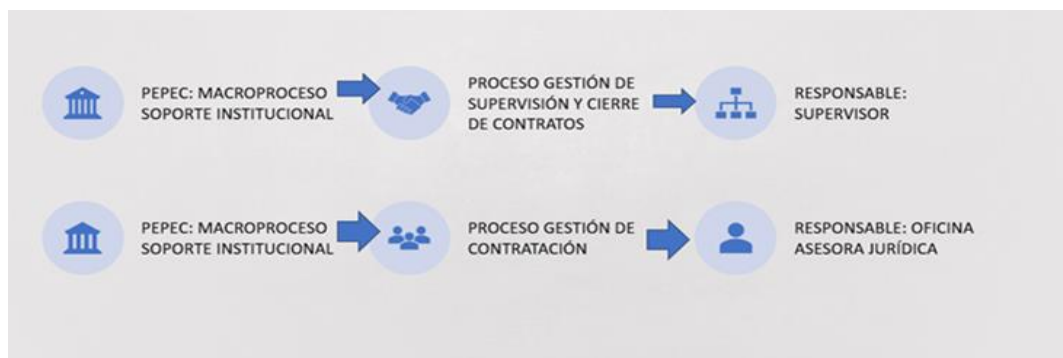 PEPEC: MACROPROCESO
SOPORTE INSTITUCIONAL
PROCESO GESTIÓN DE
SUPERVISIÓN Y CIERRE
DE CONTRATOS
RESPONSABLE:
SUPERVISOR
PEPEC: MACROPROCESO
SOPORTE INSTITUCIONAL
PROCESO GESTIÓN DE
CONTRATACIÓN
RESPONSABLE: OFICINA
ASESORA JURÍDICA